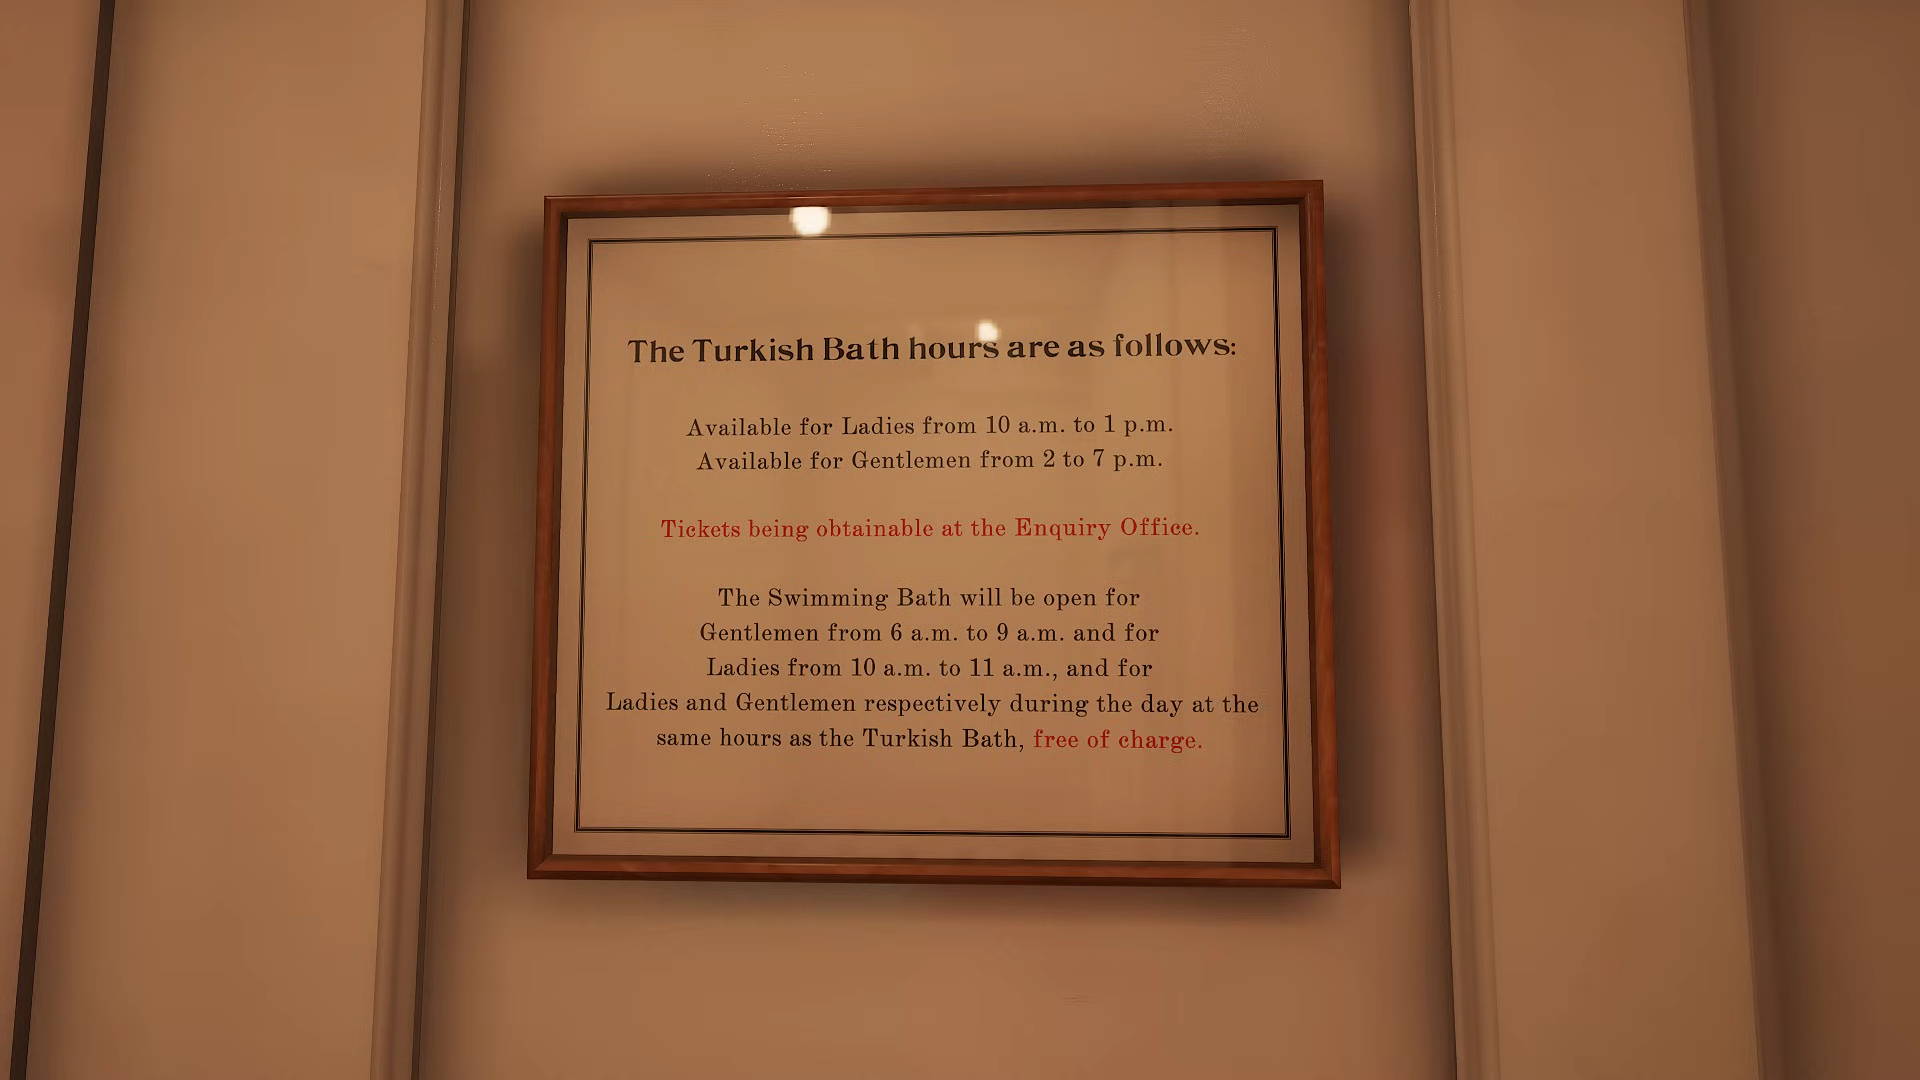 The Turkish Bath hours are as follows:
Available for Ladies from 10 a.m. to 1 p.m.
Available for Gentlemen from 2 to 7 p.m.
Tickets being obtainable at the Enquiry Office.
The Swimming Bath will be open for
Gentlemen from 6 a.m. to 9 a.m. and for
Ladies from 10 a.m. to 11 a.m., and for
Ladies and Gentlemen respectively during the day at the
same hours as the Turkish Bath, free of charge.